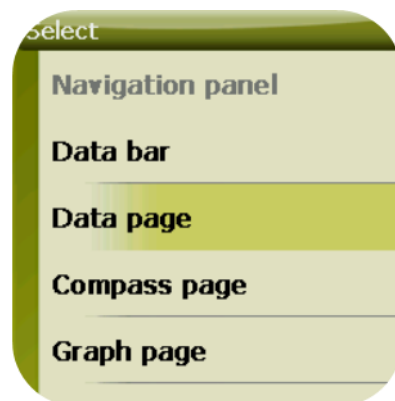 Select
Navigation panel
Data bar
Data page
Compass page
Graph page